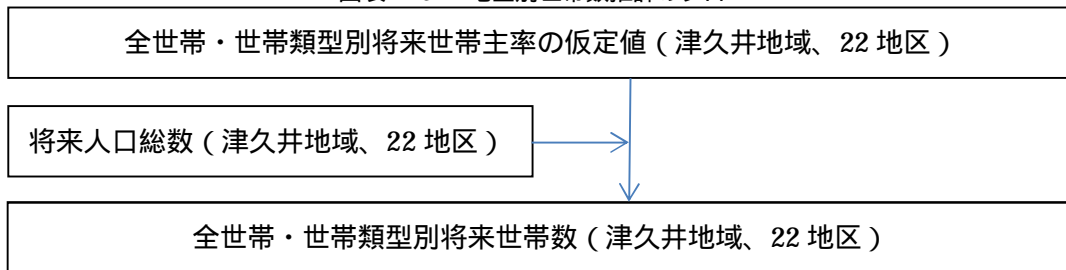 全世帯・世帯類型別将来世帯主率の仮定値（津久井地域、22 地区）
将来人口総数（津久井地域、22 地区）
全世帯・世帯類型別将来世帯数（津久井地域、22 地区）